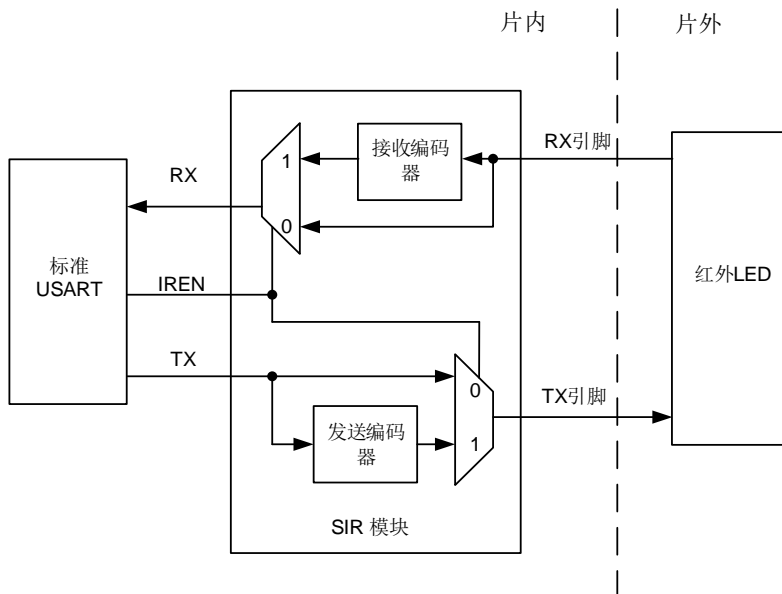 片内
片外
接收编码
器
RX引脚
1
RX
0
标准
USART
IREN
红外LED
TX
0
TX引脚
发送编码
器
1
SIR 模块